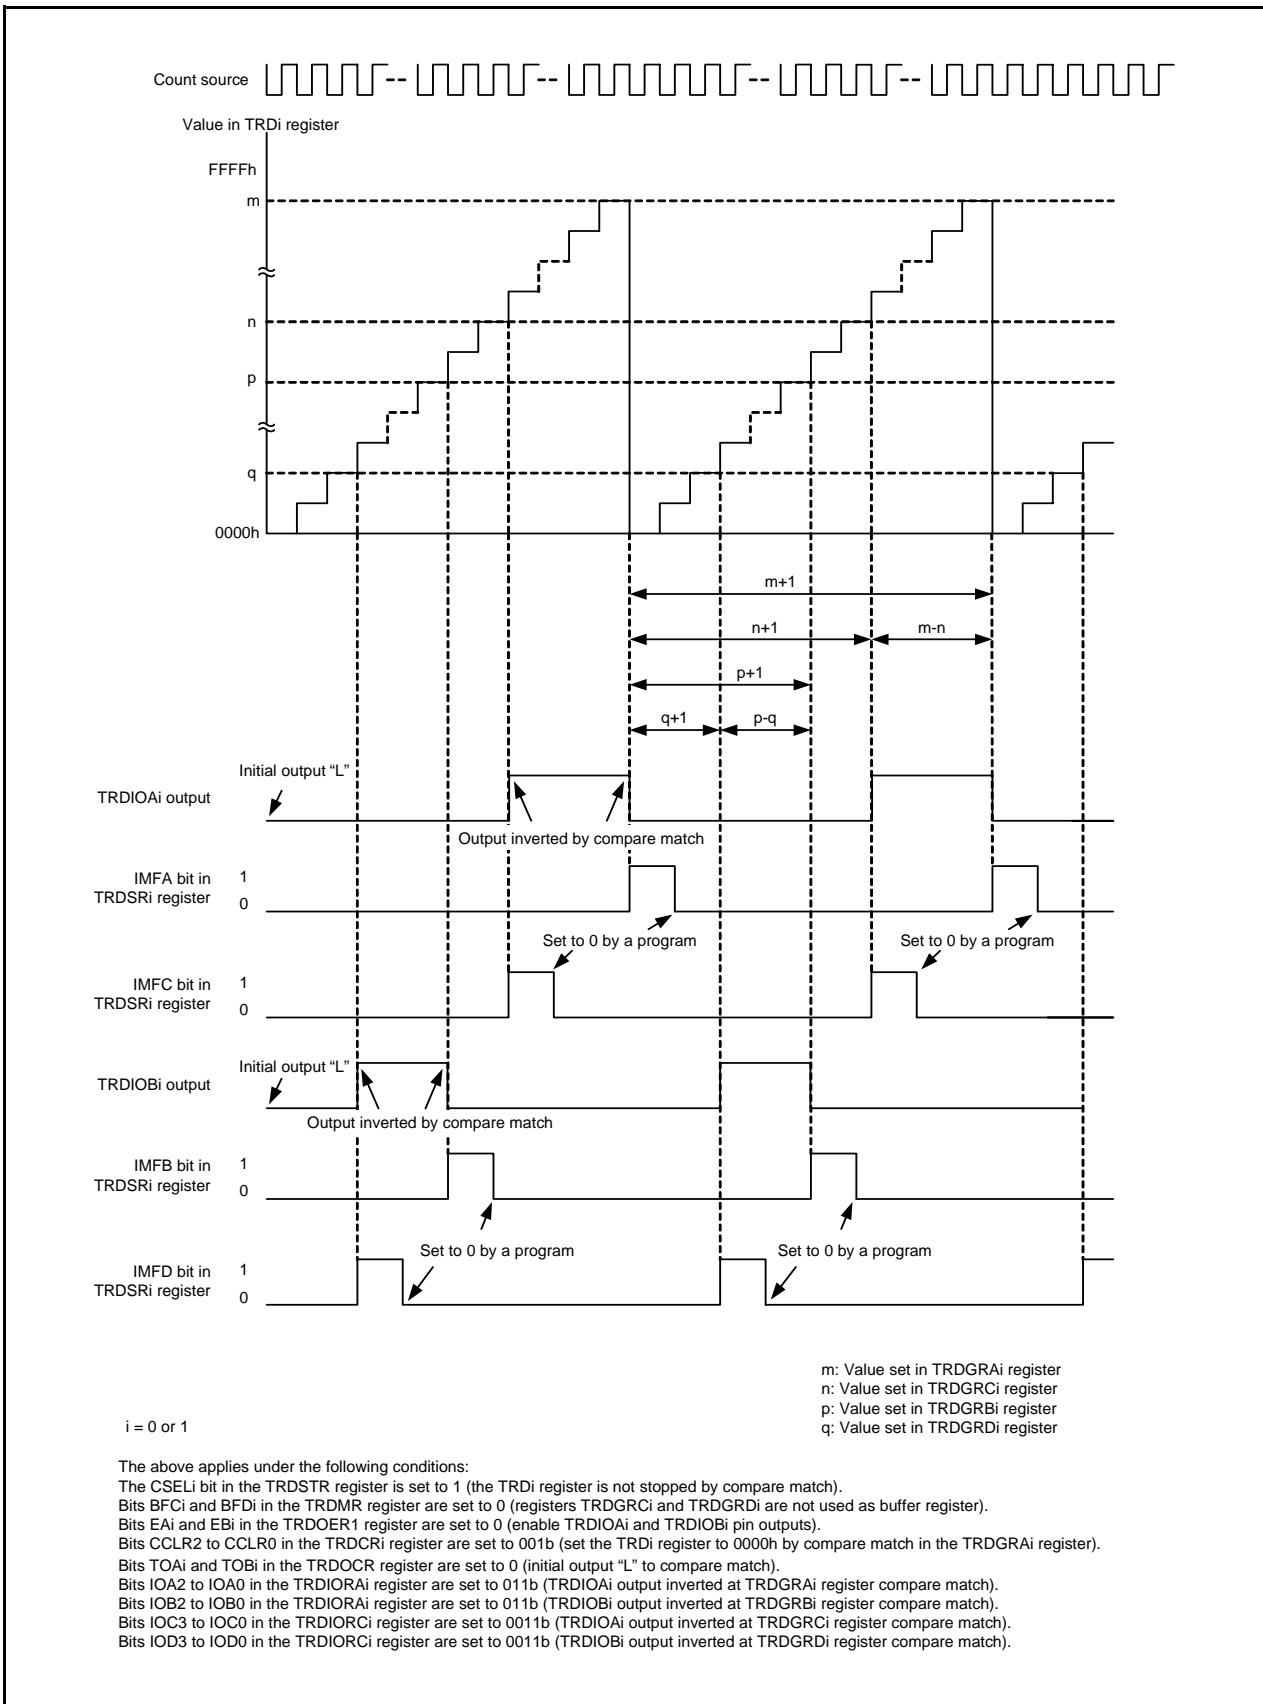 Count source
Value in TRDi register
FFFFh
m
n
p
q
0000h
m+1
n+1
m-n
p+1
q+1
p-q
Initial output “L”
TRDIOAi output
Output inverted by compare match
IMFA bit in
TRDSRi register
1
0
Set to 0 by a program
Set to 0 by a program
IMFC bit in
TRDSRi register
1
0
Initial output “L”
TRDIOBi output
Output inverted by compare match
IMFB bit in
TRDSRi register
1
0
Set to 0 by a program
Set to 0 by a program
IMFD bit in
TRDSRi register
1
0
m: Value set in TRDGRAi register
n: Value set in TRDGRCi register
p: Value set in TRDGRBi register
q: Value set in TRDGRDi register
i = 0 or 1
The above applies under the following conditions:
The CSELi bit in the TRDSTR register is set to 1 (the TRDi register is not stopped by compare match).
Bits BFCi and BFDi in the TRDMR register are set to 0 (registers TRDGRCi and TRDGRDi are not used as buffer register).
Bits EAi and EBi in the TRDOER1 register are set to 0 (enable TRDIOAi and TRDIOBi pin outputs).
Bits CCLR2 to CCLR0 in the TRDCRi register are set to 001b (set the TRDi register to 0000h by compare match in the TRDGRAi register).
Bits TOAi and TOBi in the TRDOCR register are set to 0 (initial output “L” to compare match).
Bits IOA2 to IOA0 in the TRDIORAi register are set to 011b (TRDIOAi output inverted at TRDGRAi register compare match).
Bits IOB2 to IOB0 in the TRDIORAi register are set to 011b (TRDIOBi output inverted at TRDGRBi register compare match).
Bits IOC3 to IOC0 in the TRDIORCi register are set to 0011b (TRDIOAi output inverted at TRDGRCi register compare match).
Bits IOD3 to IOD0 in the TRDIORCi register are set to 0011b (TRDIOBi output inverted at TRDGRDi register compare match).